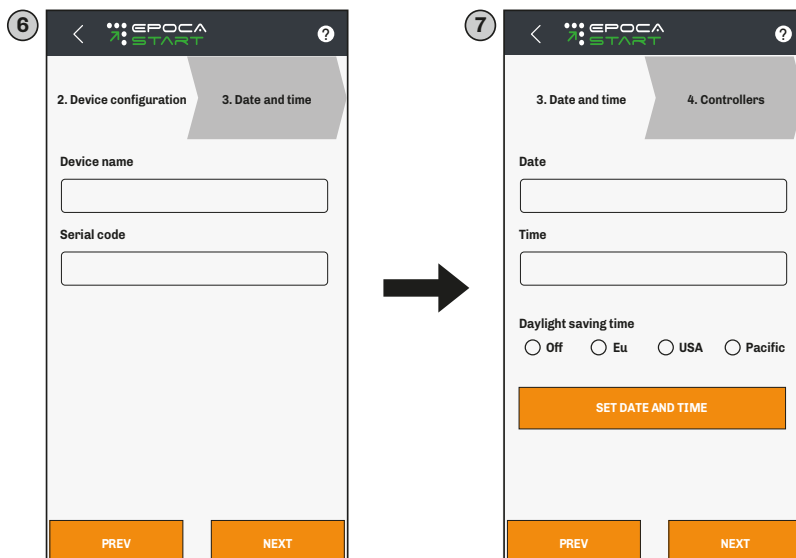 6
EPOCA
START
?
2. Device configuration
3. Date and time
Device name
Serial code
PREV
NEXT
7
EPOCA
START
?
3. Date and time
4. Controllers
Date
Time
Daylight saving time
Off
Eu
USA
Pacific
SET DATE AND TIME
PREV
NEXT